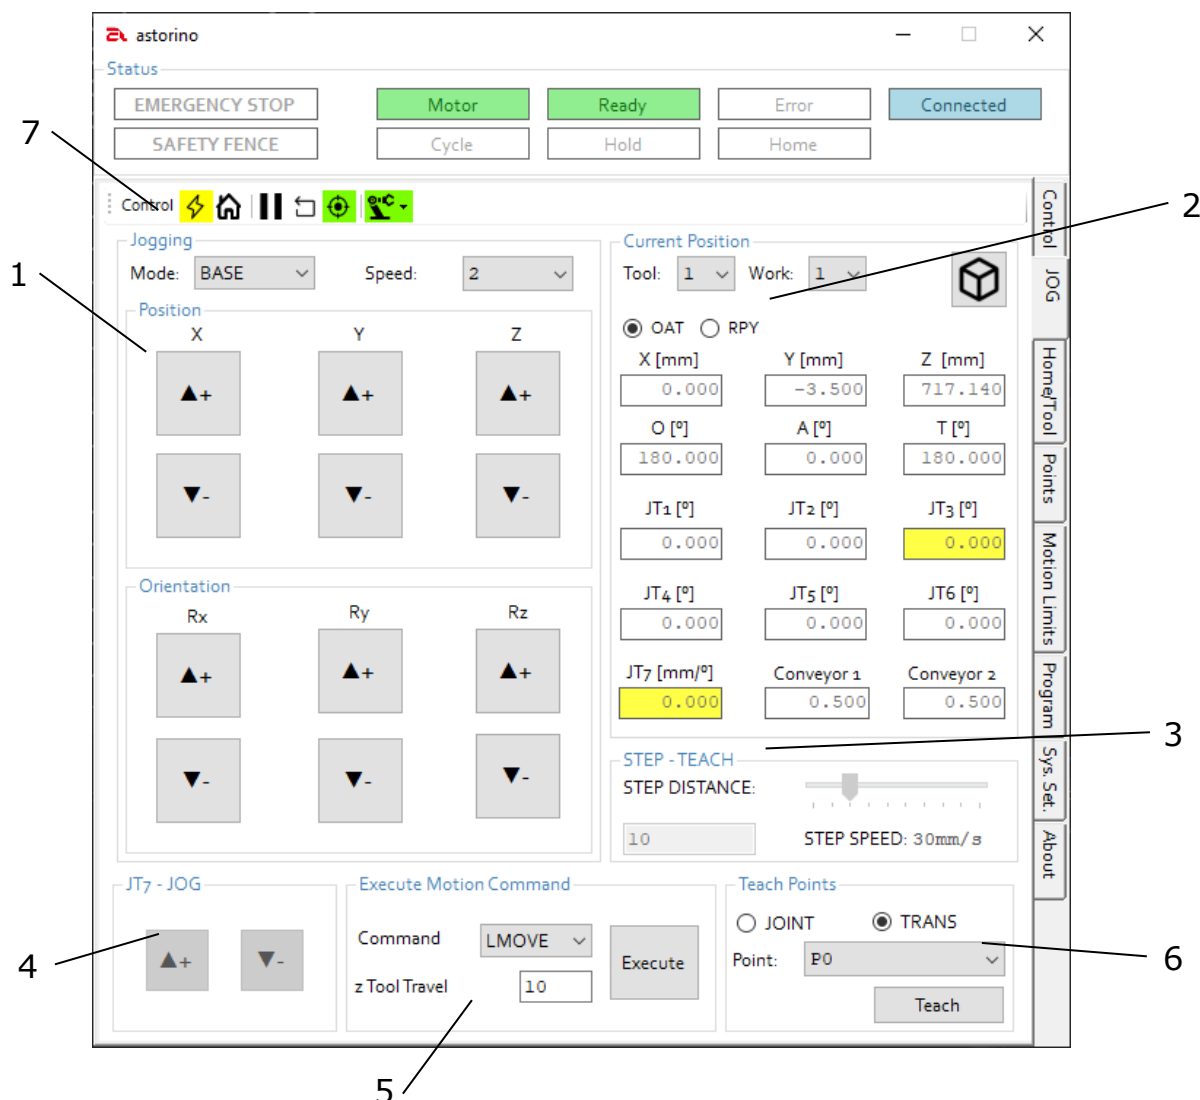 astorino
Status
EMERGENCY STOP Motor Ready Error Connected
SAFETY FENCE Cycle Hold Home
7
Control
2
Jogging
Mode: BASE Speed: 2
1
Position
X Y Z
+ + +
- - -
Orientation
Rx Ry Rz
+ + +
- - -
Current Position
Tool: 1 Work: 1
OAT RPY
X [mm] Y [mm] Z [mm]
0.000 -3.500 717.140
O [º] A [º] T [º]
180.000 0.000 180.000
JT1 [º] JT2 [º] JT3 [º]
0.000 0.000 0.000
JT4 [º] JT5 [º] JT6 [º]
0.000 0.000 0.000
JT7 [mm/º] Conveyor 1 Conveyor 2
0.000 0.500 0.500
3
STEP - TEACH
STEP DISTANCE:
10 STEP SPEED: 30mm/s
JT7 - JOG
+ -
4
Execute Motion Command
Command LMOVE
z Tool Travel 10
Execute
5
Teach Points
JOINT TRANS
Point: P0
Teach
6
Control
JOG
Home/Tool
Points
Motion Limits
Program
Sys. Set.
About